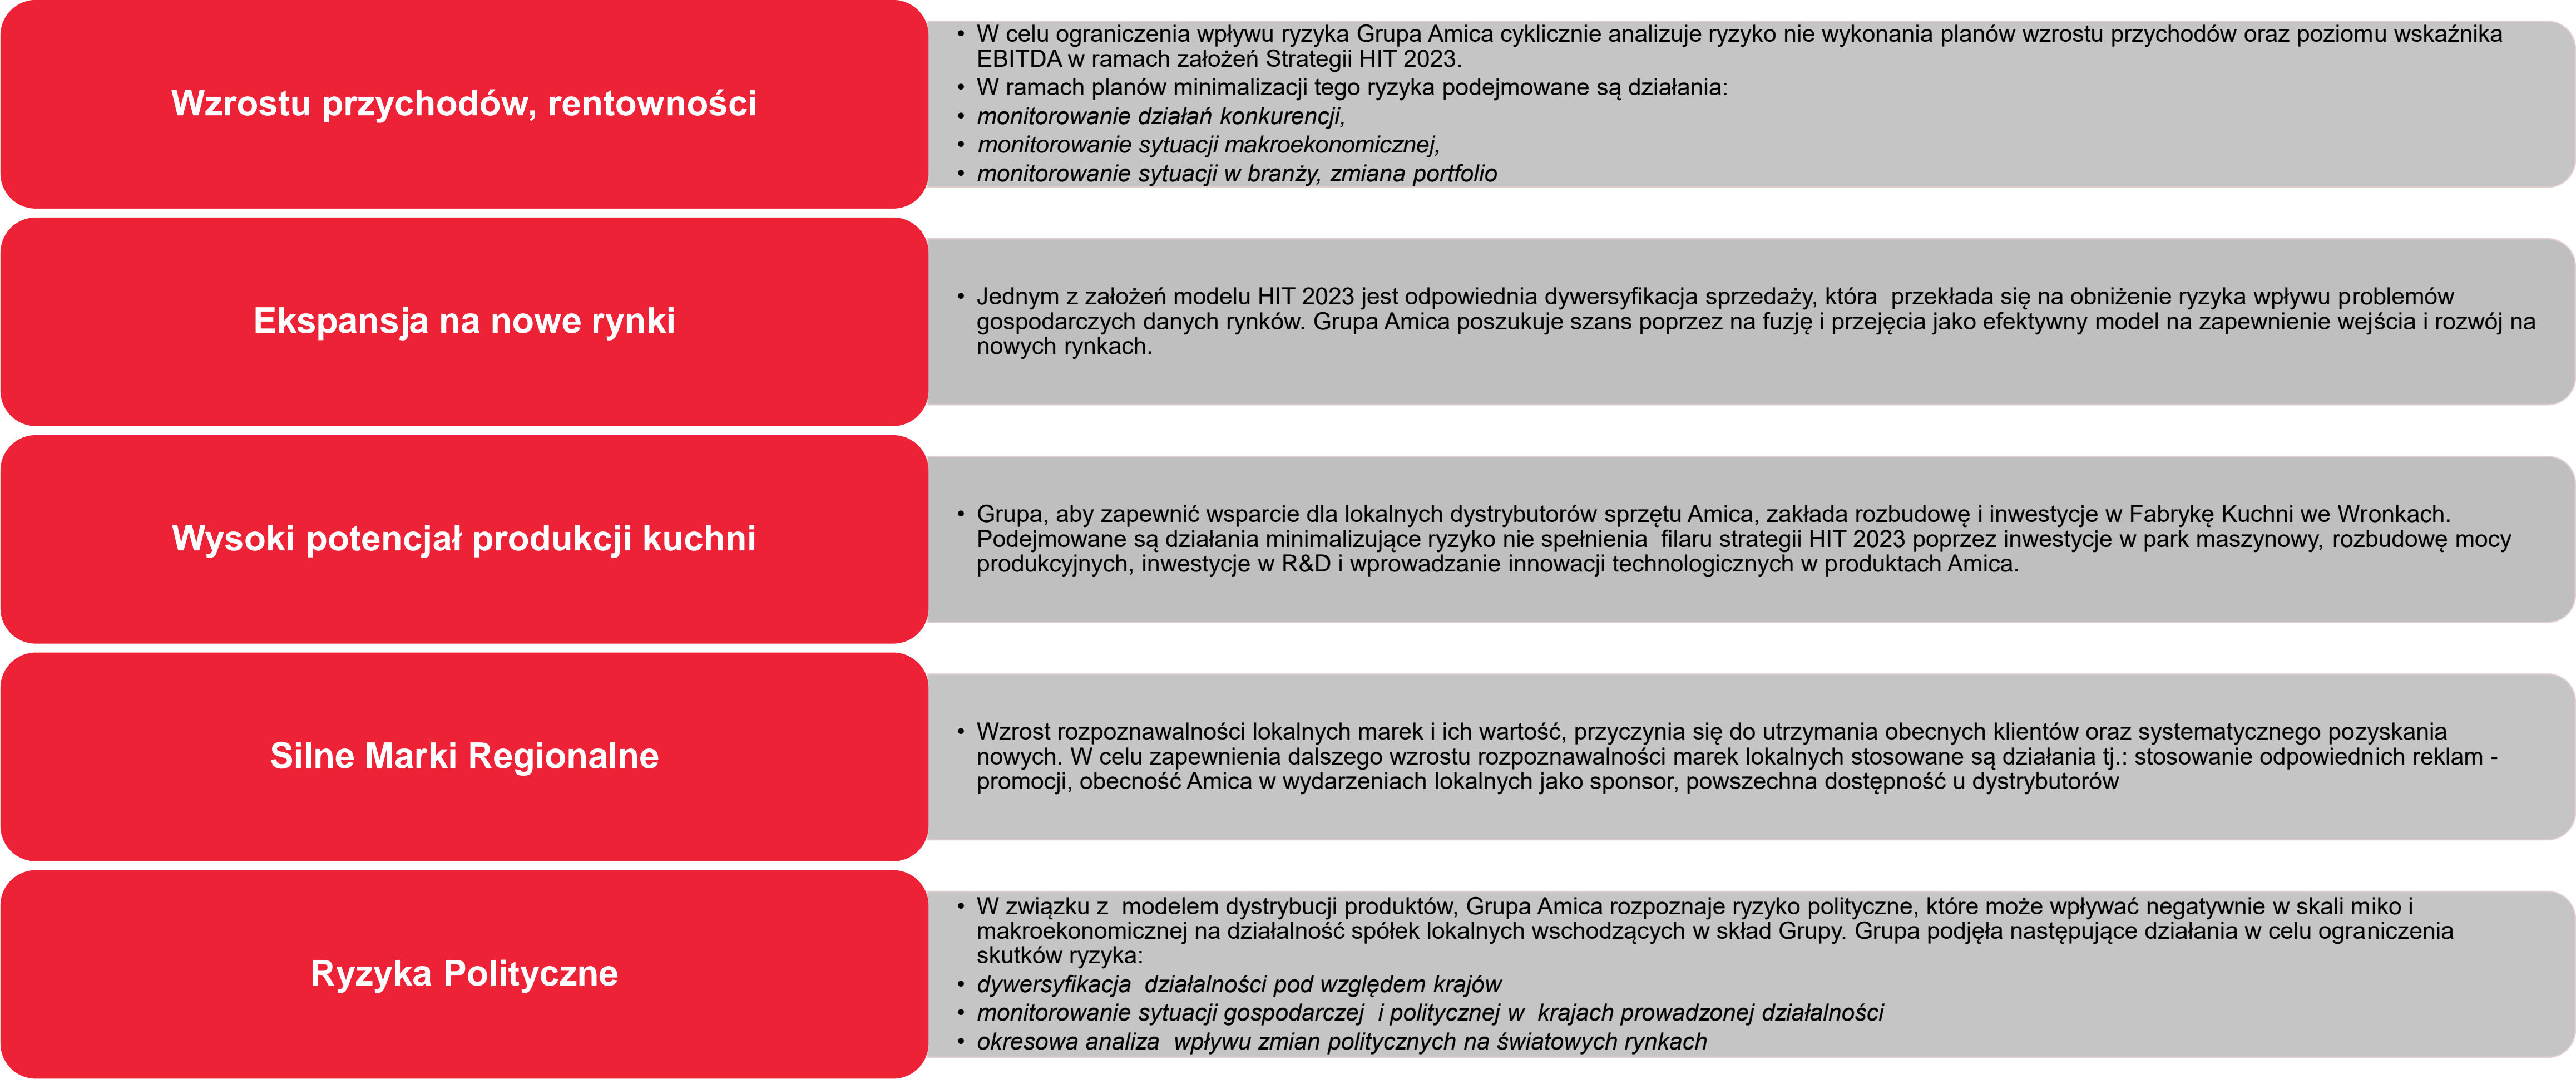 Wzrostu przychodów, rentowności
• W celu ograniczenia wpływu ryzyka Grupa Amica cyklicznie analizuje ryzyko nie wykonania planów wzrostu przychodów oraz poziomu wskaźnika
EBITDA w ramach założeń Strategii HIT 2023.
• W ramach planów minimalizacji tego ryzyka podejmowane są działania:
• monitorowanie działań konkurencji,
• monitorowanie sytuacji makroekonomicznej,
• monitorowanie sytuacji w branży, zmiana portfolio
Ekspansja na nowe rynki
• Jednym z założeń modelu HIT 2023 jest odpowiednia dywersyfikacja sprzedaży, która przekłada się na obniżenie ryzyka wpływu problemów
gospodarczych danych rynków. Grupa Amica poszukuje szans poprzez na fuzję i przejęcia jako efektywny model na zapewnienie wejścia i rozwój na
nowych rynkach.
Wysoki potencjał produkcji kuchni
• Grupa, aby zapewnić wsparcie dla lokalnych dystrybutorów sprzętu Amica, zakłada rozbudowę i inwestycje w Fabrykę Kuchni we Wronkach.
Podejmowane są działania minimalizujące ryzyko nie spełnienia filaru strategii HIT 2023 poprzez inwestycje w park maszynowy, rozbudowę mocy
produkcyjnych, inwestycje w R&D i wprowadzanie innowacji technologicznych w produktach Amica.
Silne Marki Regionalne
• Wzrost rozpoznawalności lokalnych marek i ich wartość, przyczynia się do utrzymania obecnych klientów oraz systematycznego pozyskania
nowych. W celu zapewnienia dalszego wzrostu rozpoznawalności marek lokalnych stosowane są działania tj.: stosowanie odpowiednich reklam -
promocji, obecność Amica w wydarzeniach lokalnych jako sponsor, powszechna dostępność u dystrybutorów
Ryzyka Polityczne
• W związku z modelem dystrybucji produktów, Grupa Amica rozpoznaje ryzyko polityczne, które może wpływać negatywnie w skali miko i
makroekonomicznej na działalność spółek lokalnych wschodzących w skład Grupy. Grupa podjęła następujące działania w celu ograniczenia
skutków ryzyka:
• dywersyfikacja działalności pod względem krajów
• monitorowanie sytuacji gospodarczej i politycznej w krajach prowadzonej działalności
• okresowa analiza wpływu zmian politycznych na światowych rynkach